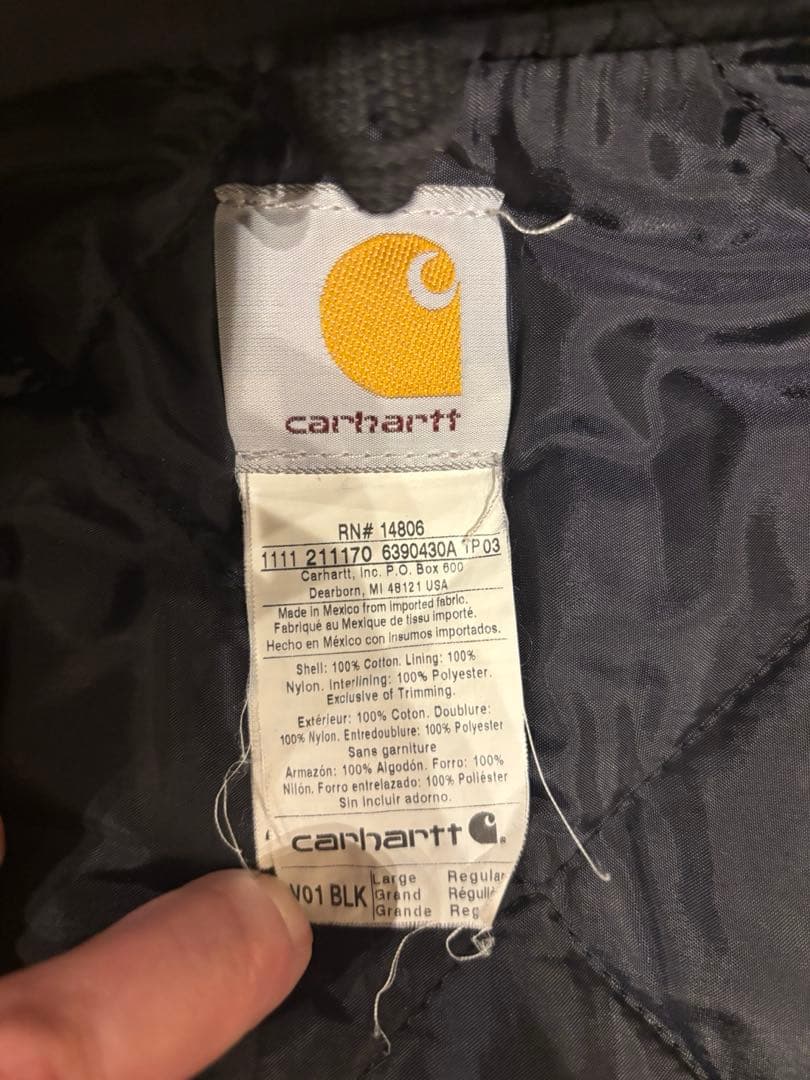 carhartt
RN# 14806
1111 211170 6390430A 1P03
Carhartt, Inc. P.O. Box 600
Dearborn, MI 48121 USA
Made in Mexico from imported fabric.
Fabriqué au Mexique de tissu importé.
Hecho en México con insumos importados.
Shell: 100% Cotton. Lining: 100%
Nylon. Interlining: 100% Polyester.
Exclusive of Trimming.
Extérieur: 100% Coton. Doublure:
100% Nylon. Entredoublure: 100% Polyester
Sans garniture
Armazón: 100% Algodón. Forro: 100%
Nilón. Forro entrelazado: 100% Poliéster
Sin incluir adorno.
carhartt
V01 BLK Large Regular
Grand
Grande Reg